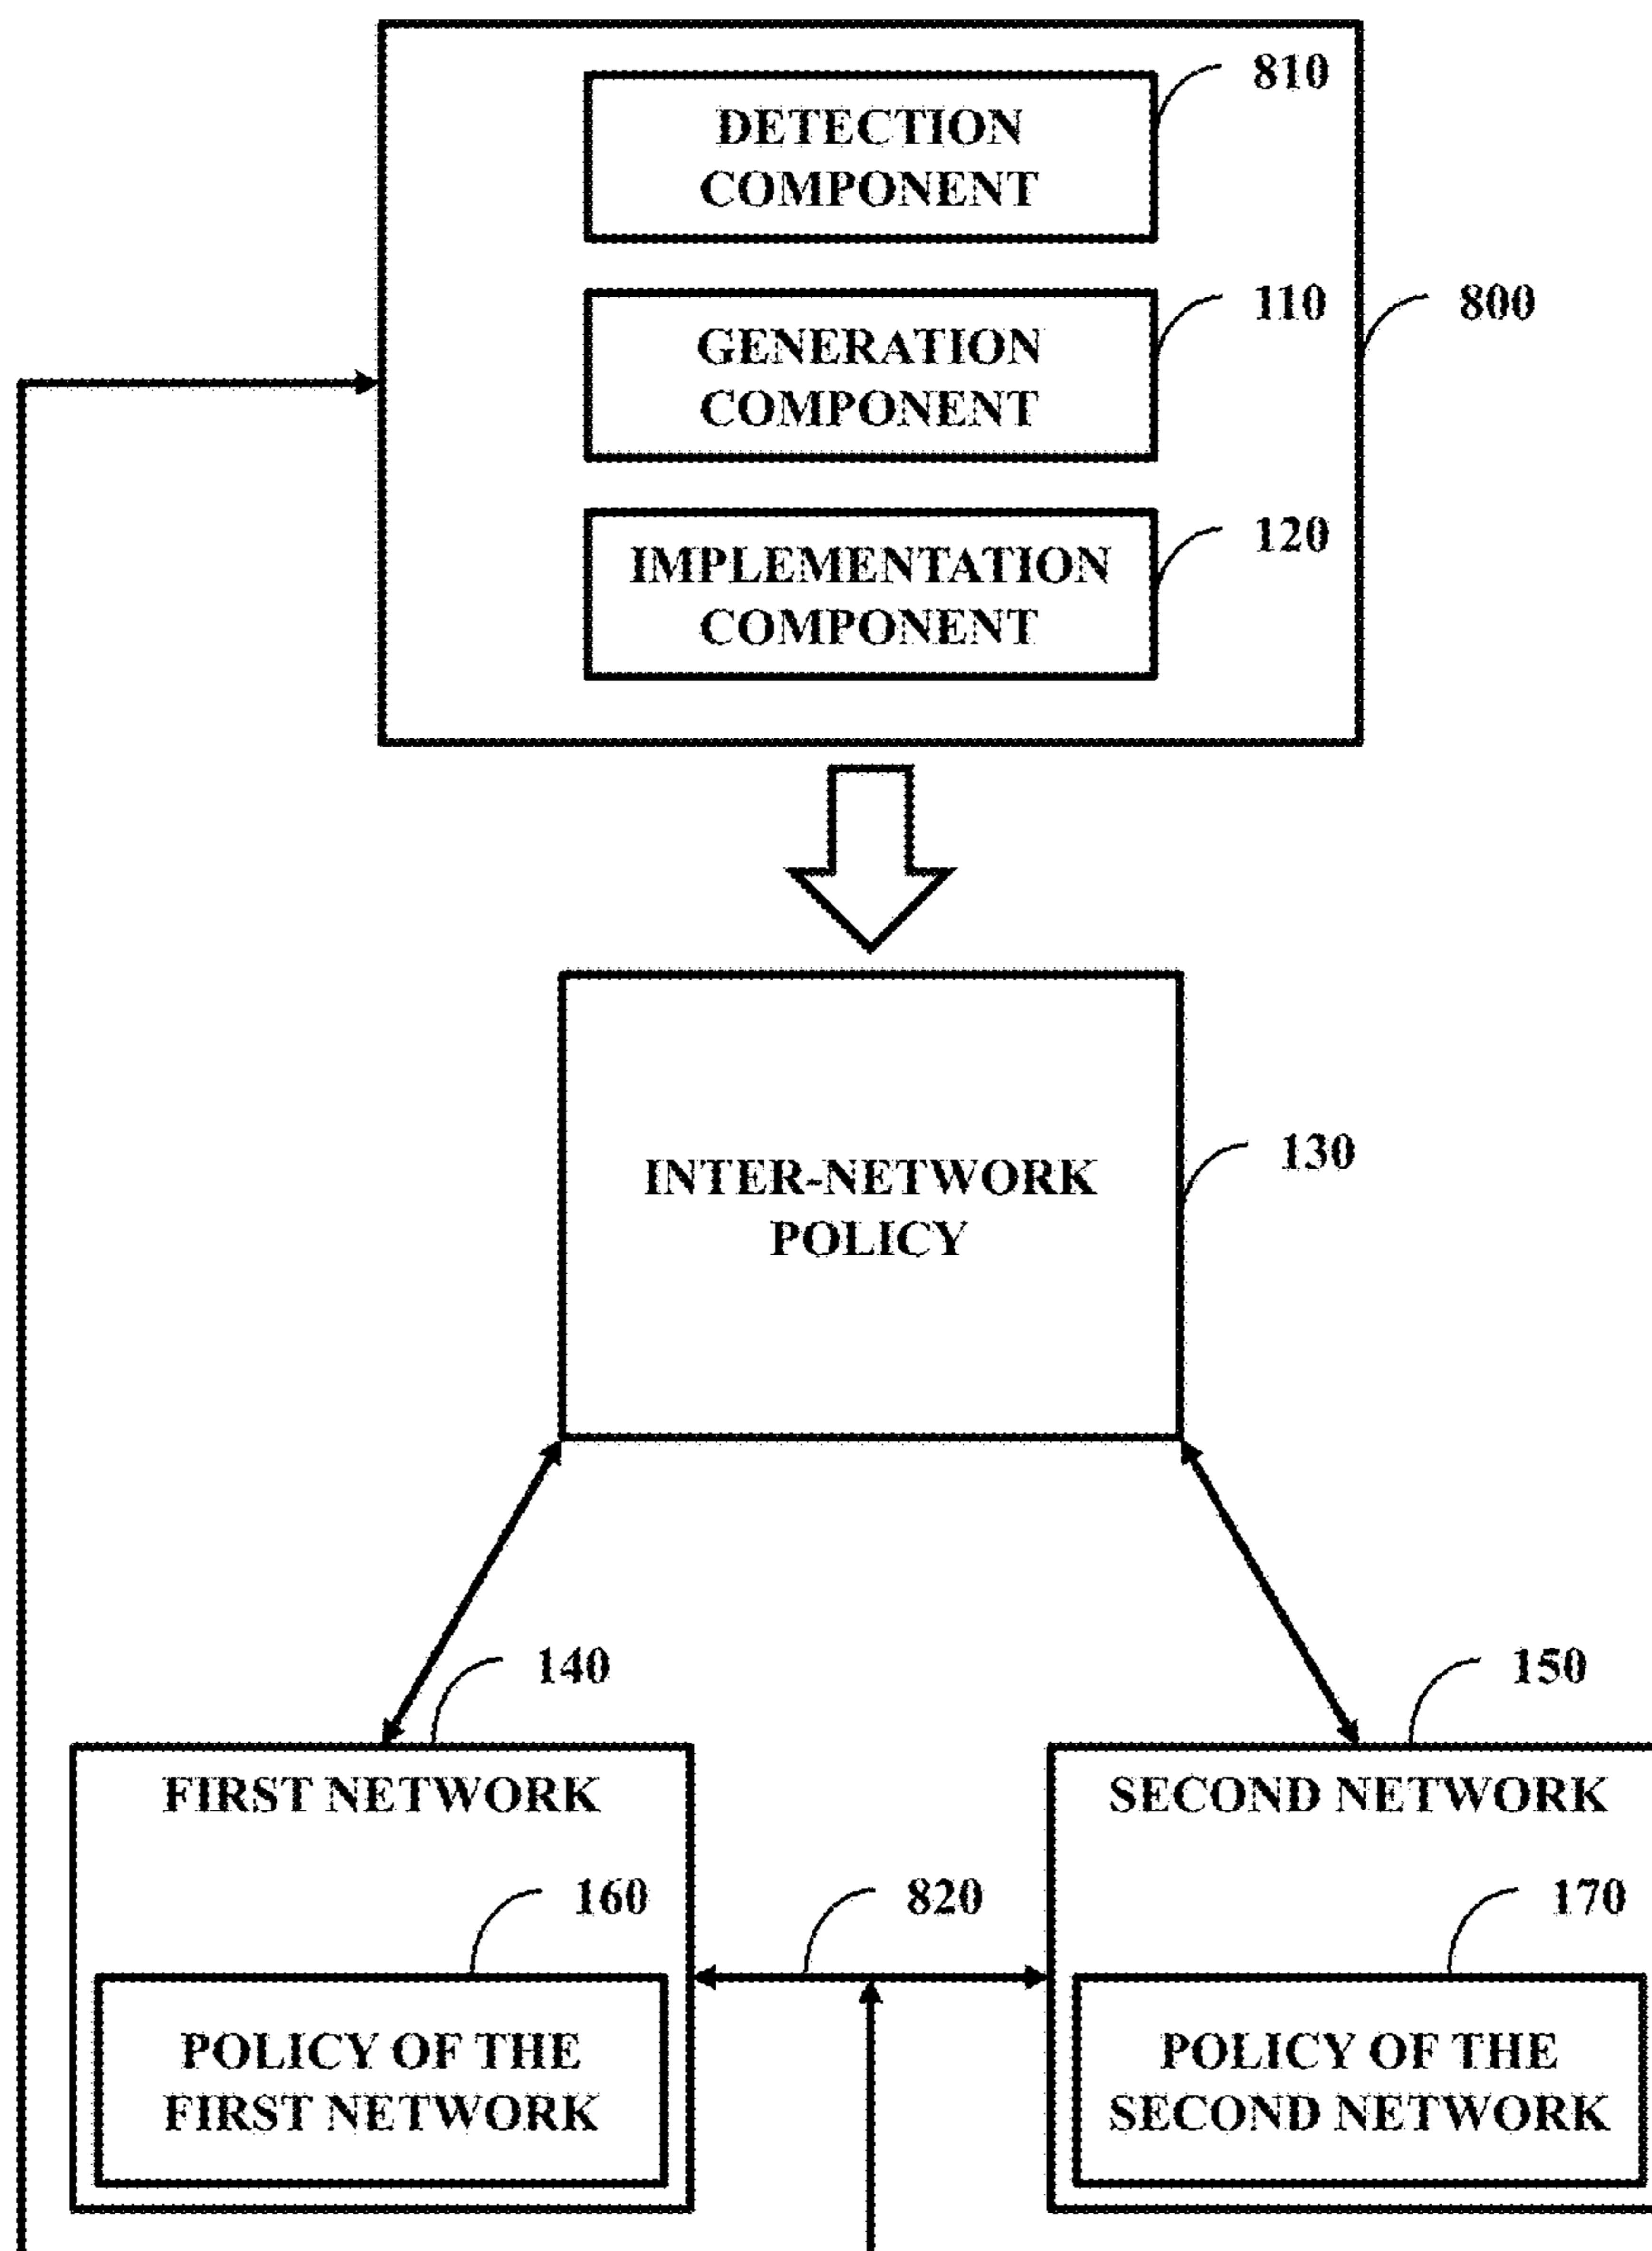 810
DETECTION
COMPONENT
110
800
GENERATION
COMPONENT
120
IMPLEMENTATION
COMPONENT
130
INTER-NETWORK
POLICY
140
150
FIRST NETWORK
SECOND NETWORK
160
820
170
POLICY OF THE
FIRST NETWORK
POLICY OF THE
SECOND NETWORK